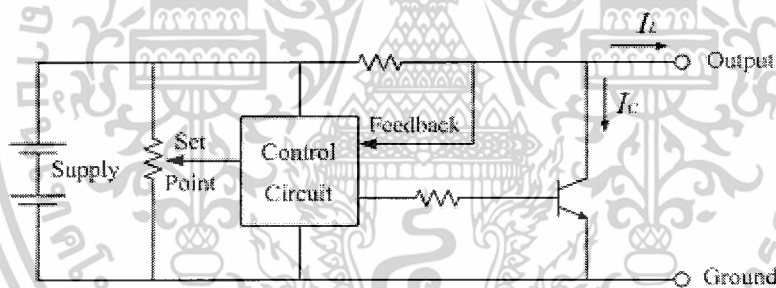 I_L
Output
I_C
Feedback
Set
Control
Supply
Point
Circuit
Ground